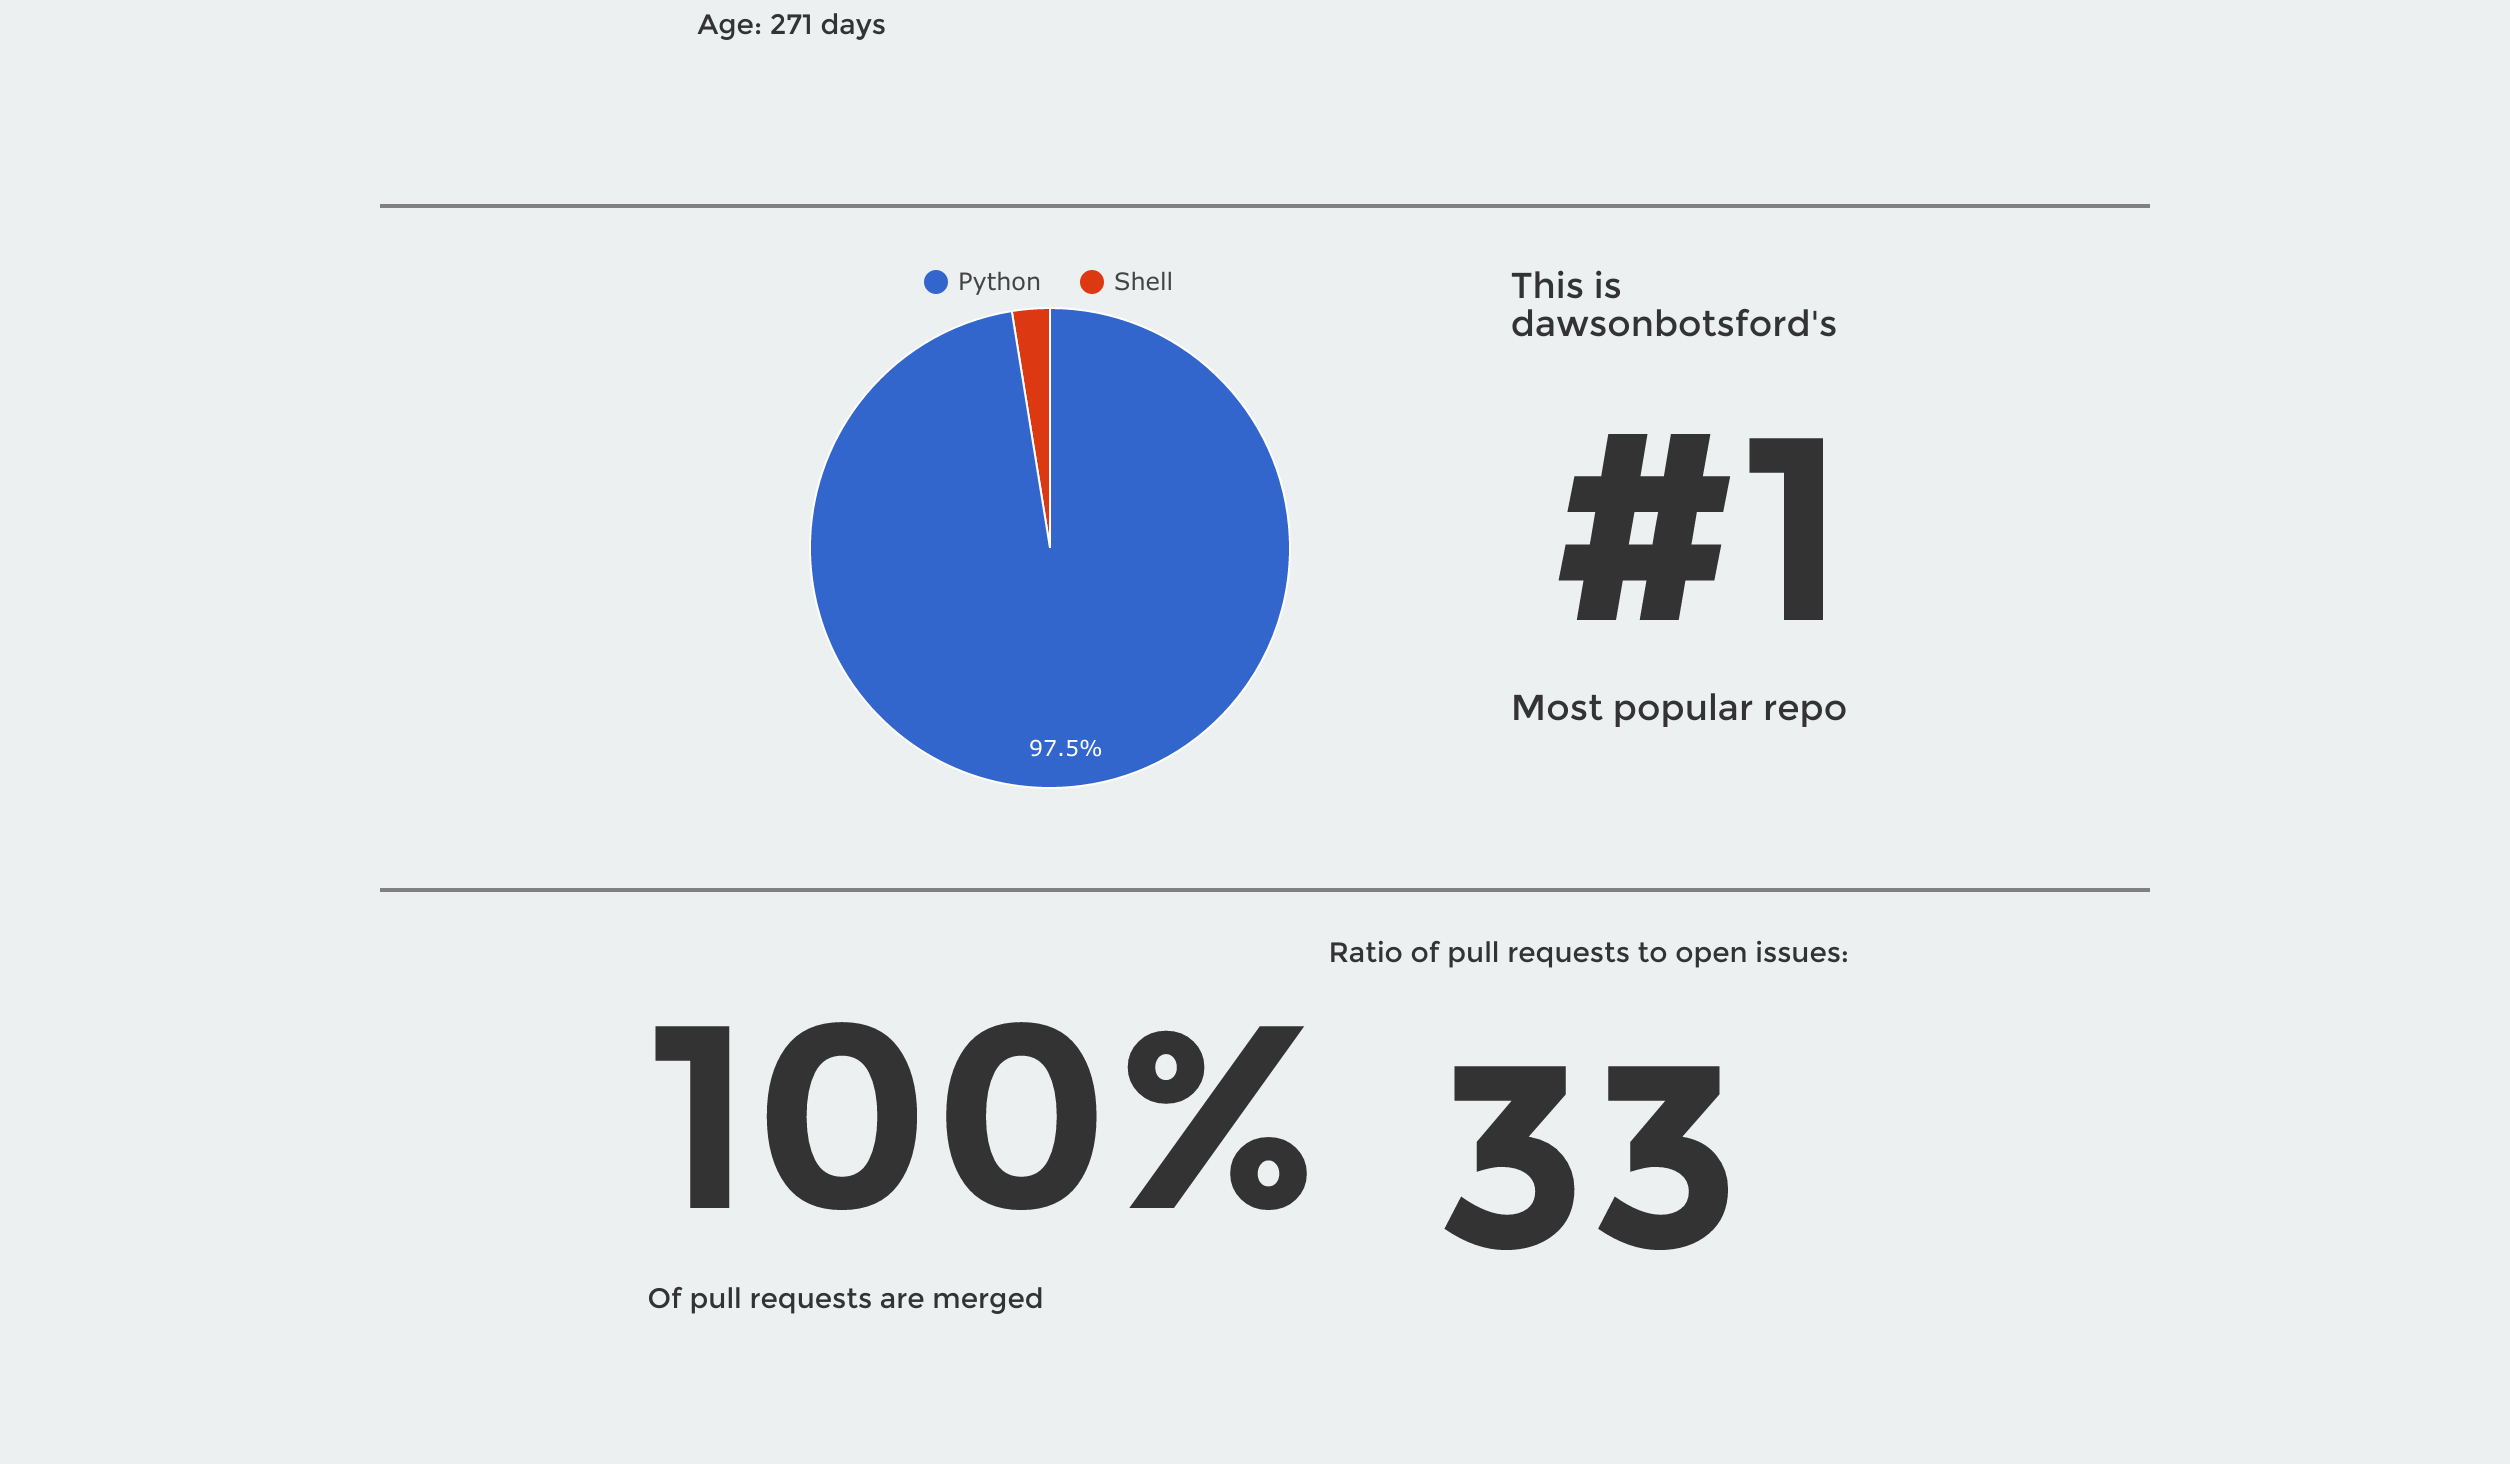 Age: 271 days
Python
Shell
97.5%
This is
dawsonbotsford's
#1
Most popular repo
100%
Of pull requests are merged
Ratio of pull requests to open issues:
33